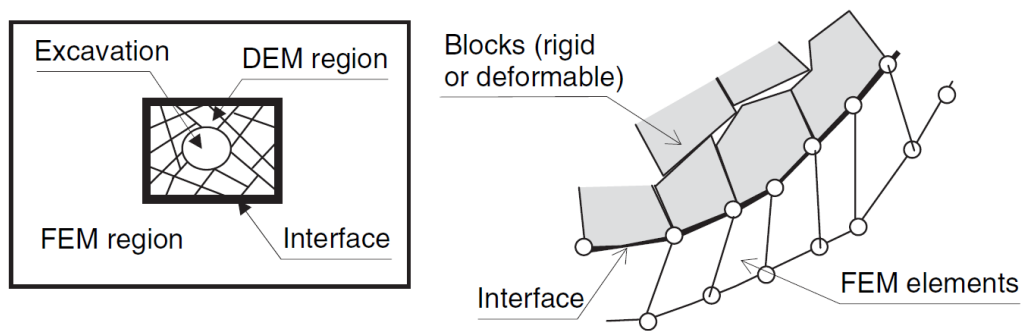 Excavation
DEM region
FEM region
Interface
Blocks (rigid
or deformable)
Interface
FEM elements